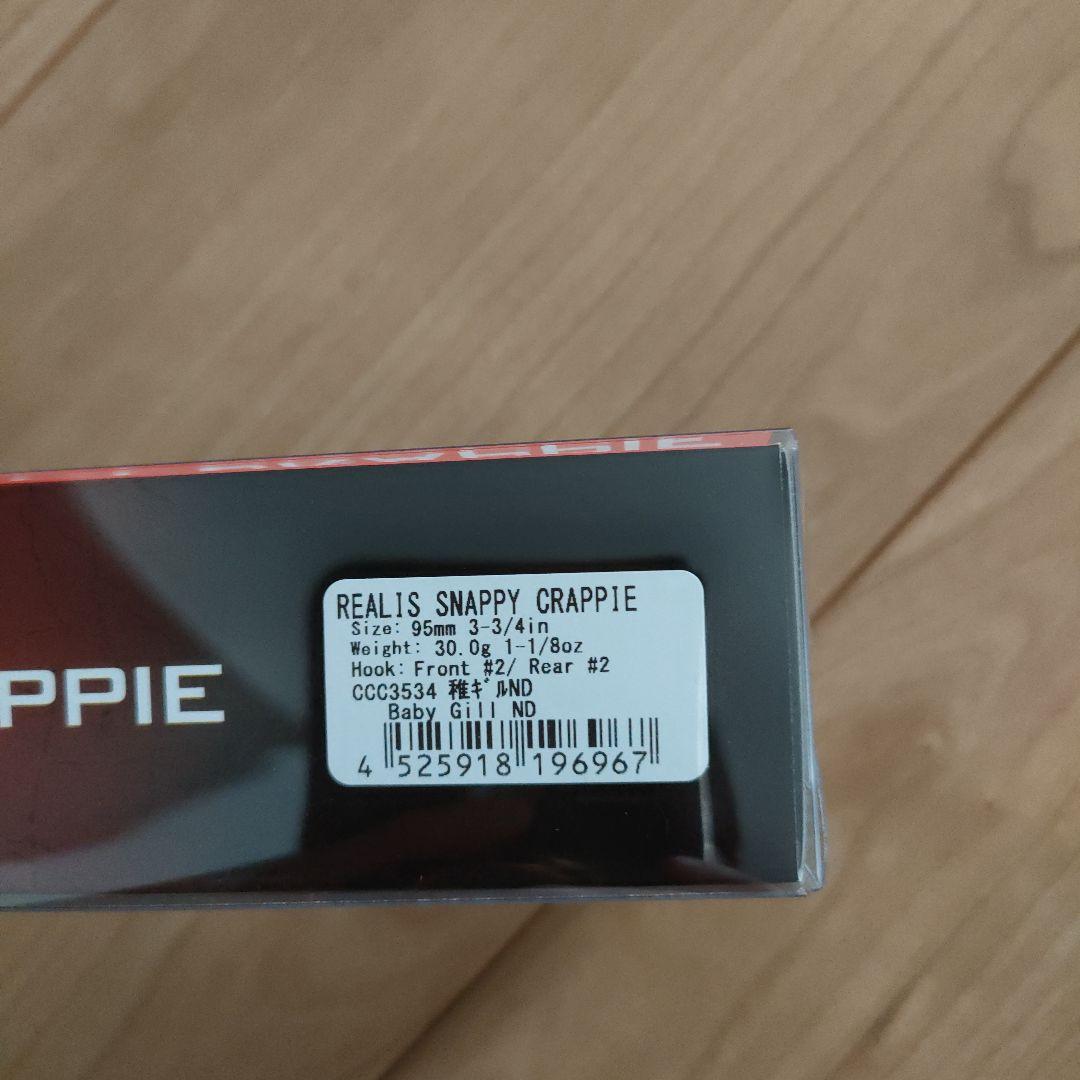 PPIE
REALIS SNAPPY CRAPPIE
Size: 95mm 3-3/4in
Weight: 30.0g 1-1/8oz
Hook: Front #2/ Rear #2
CCC3534 稚ギルND
Baby Gill ND
4 525918 196967